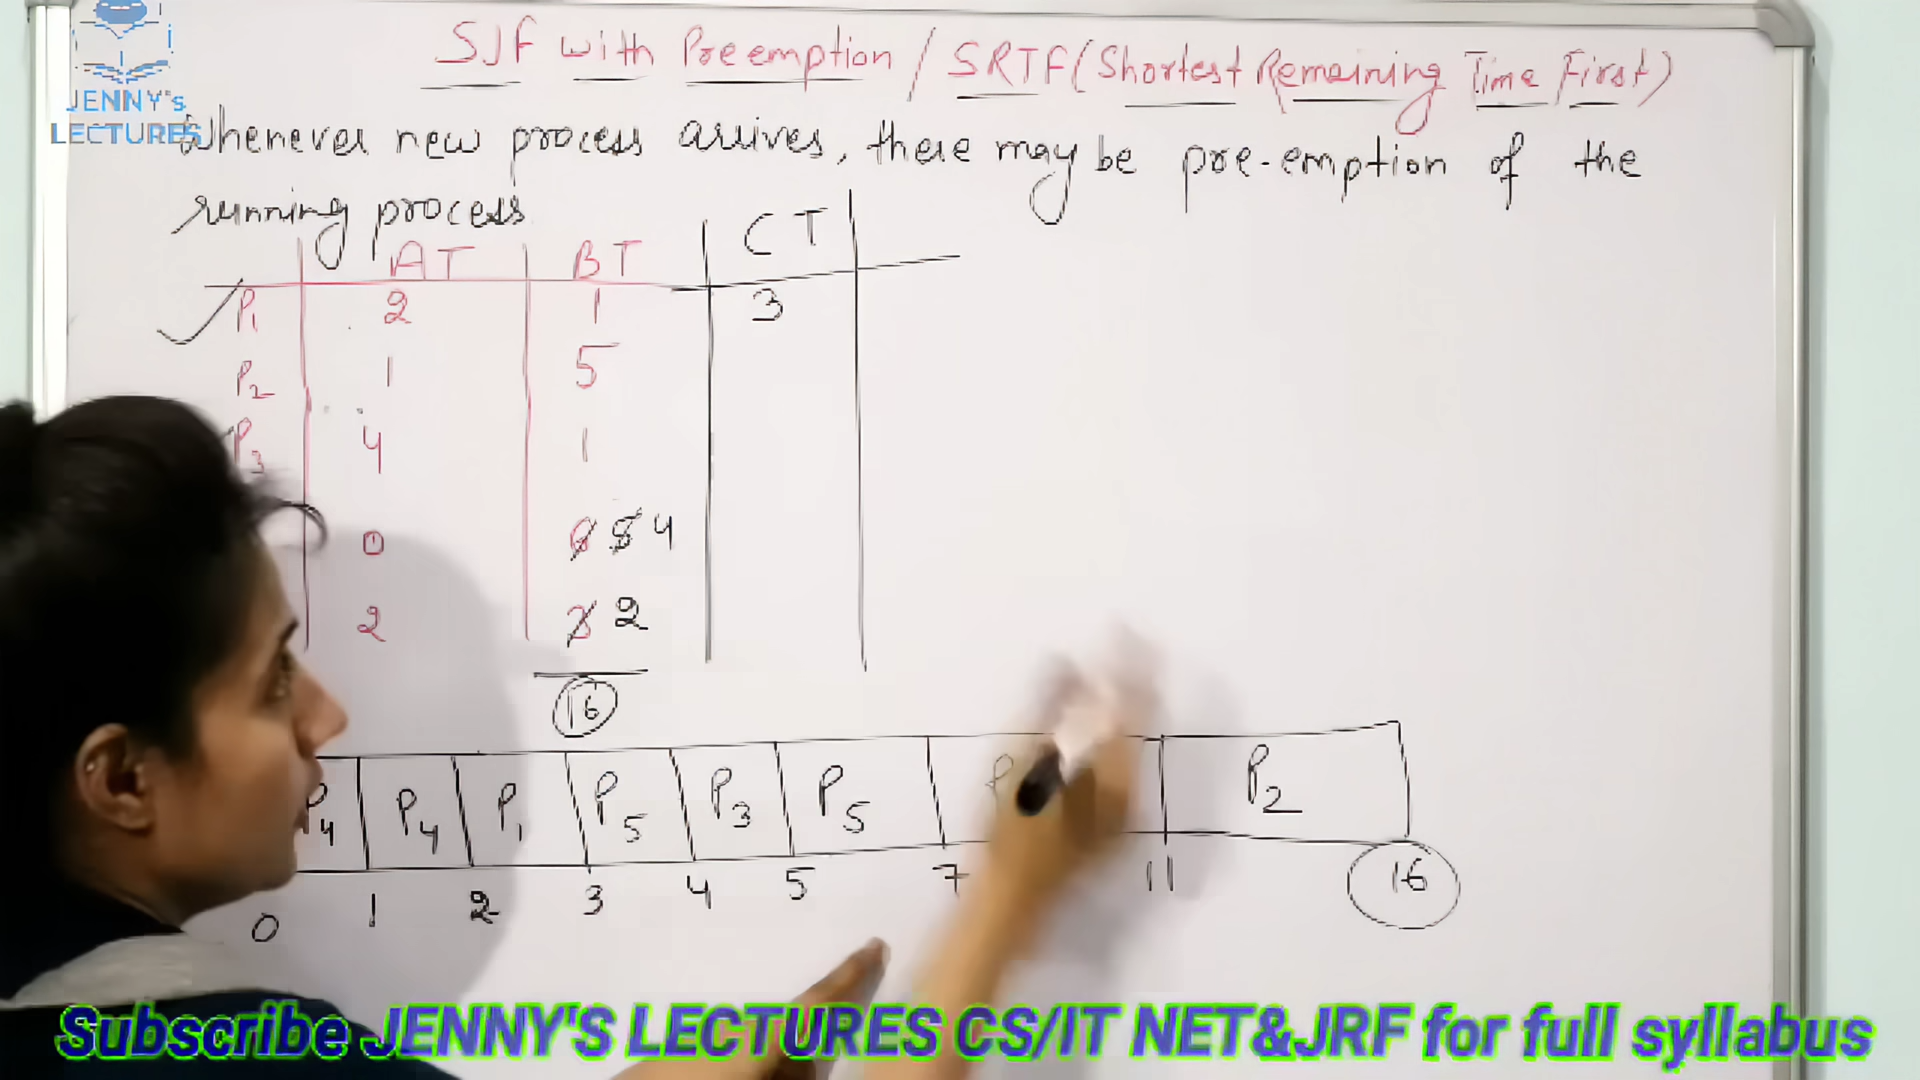 SJF with Preemption / SRTF (Shortest Remaining Time First)
JENNY's
LECTURES
Whenever new process arrives, there may be pre-emption of the
running process
AT BT CT
P1 2 1 3
P2 1 5
P3 4 1
0 6 5 4
2 3 2
16
P4 P4 P1 P5 P3 P5 P2
0 1 2 3 4 5 7 11 16
Subscribe JENNY'S LECTURES CS/IT NET&JRF for full syllabus